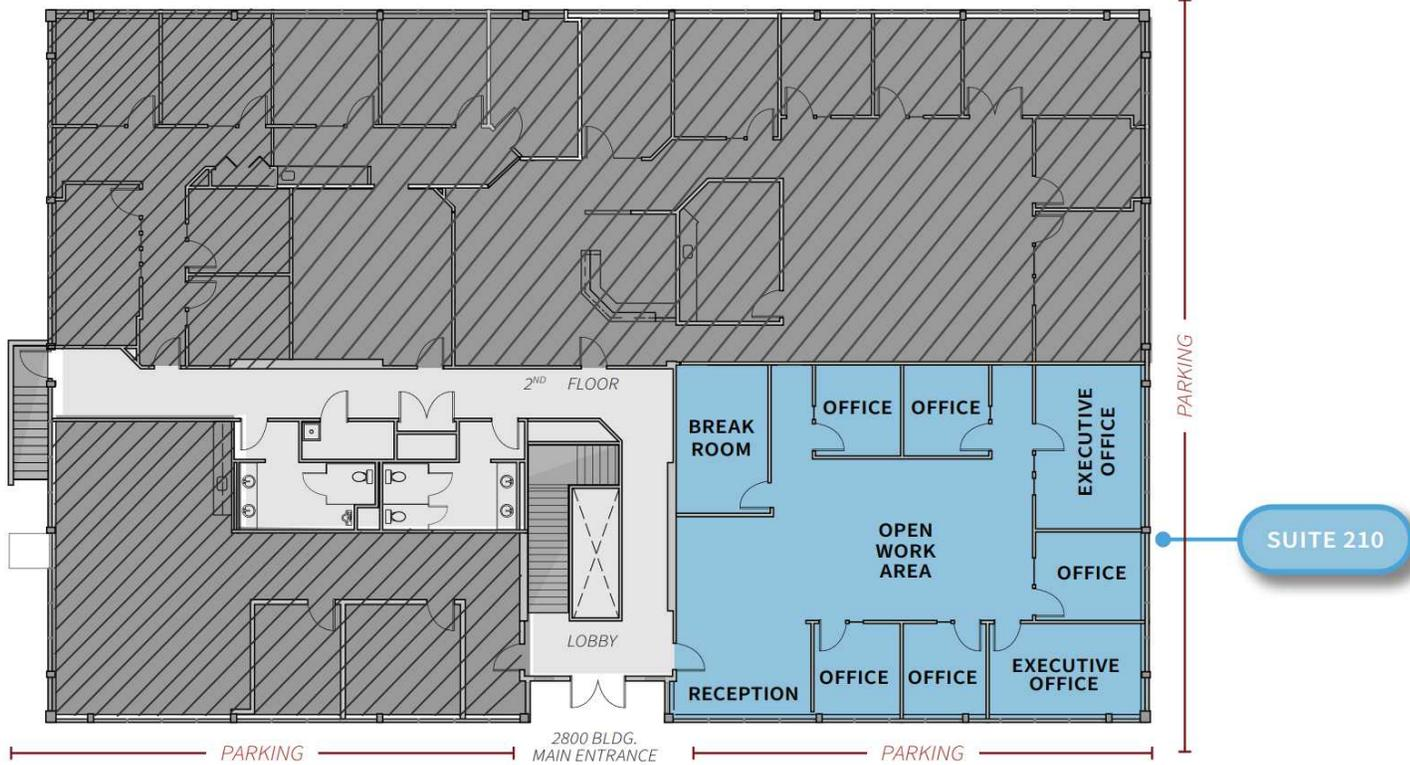 2ND FLOOR
BREAK
ROOM
OFFICE
OFFICE
EXECUTIVE
OFFICE
PARKING
OPEN
WORK
AREA
SUITE 210
OFFICE
LOBBY
RECEPTION
OFFICE
OFFICE
EXECUTIVE
OFFICE
PARKING
2800 BLDG.
MAIN ENTRANCE
PARKING